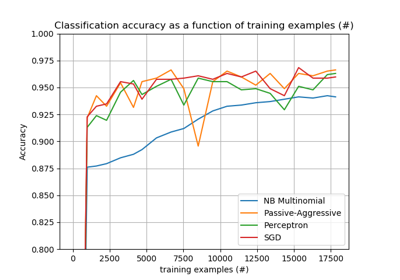 Classification accuracy as a function of training examples (#)
1.000
0.975
0.950
0.925
0.900
0.875
0.850
0.825
0.800
Accuracy
NB Multinomial
Passive-Aggressive
Perceptron
SGD
0 2500 5000 7500 10000 12500 15000 17500
training examples (#)